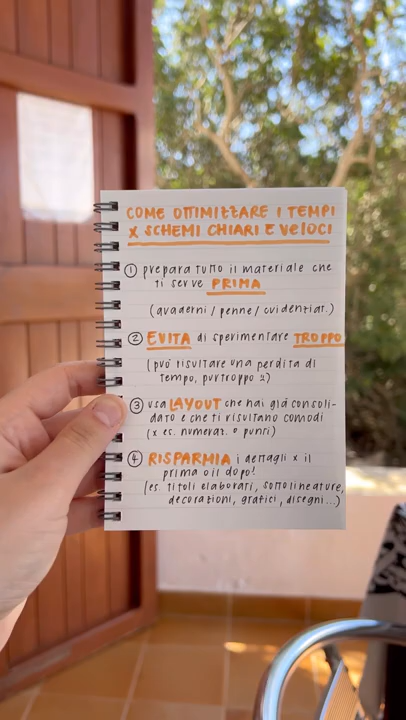 COME OTTIMIZZARE I TEMPI
X SCHEMI CHIARI E VELOCI
① prepara tutto il materiale che
ti serve PRIMA
(quaderni / penne / evidenziat.)
② EVITA di sperimentare TROPPO
(può risultare una perdita di
tempo, purtroppo :()
③ usa LAYOUT che hai già consoli-
dato e che ti risultano comodi
(x es. numerat. o punti)
④ RISPARMIA i dettagli x il
prima o il dopo!
(es. titoli elaborati, sottolineature,
decorazioni, grafici, disegni...)